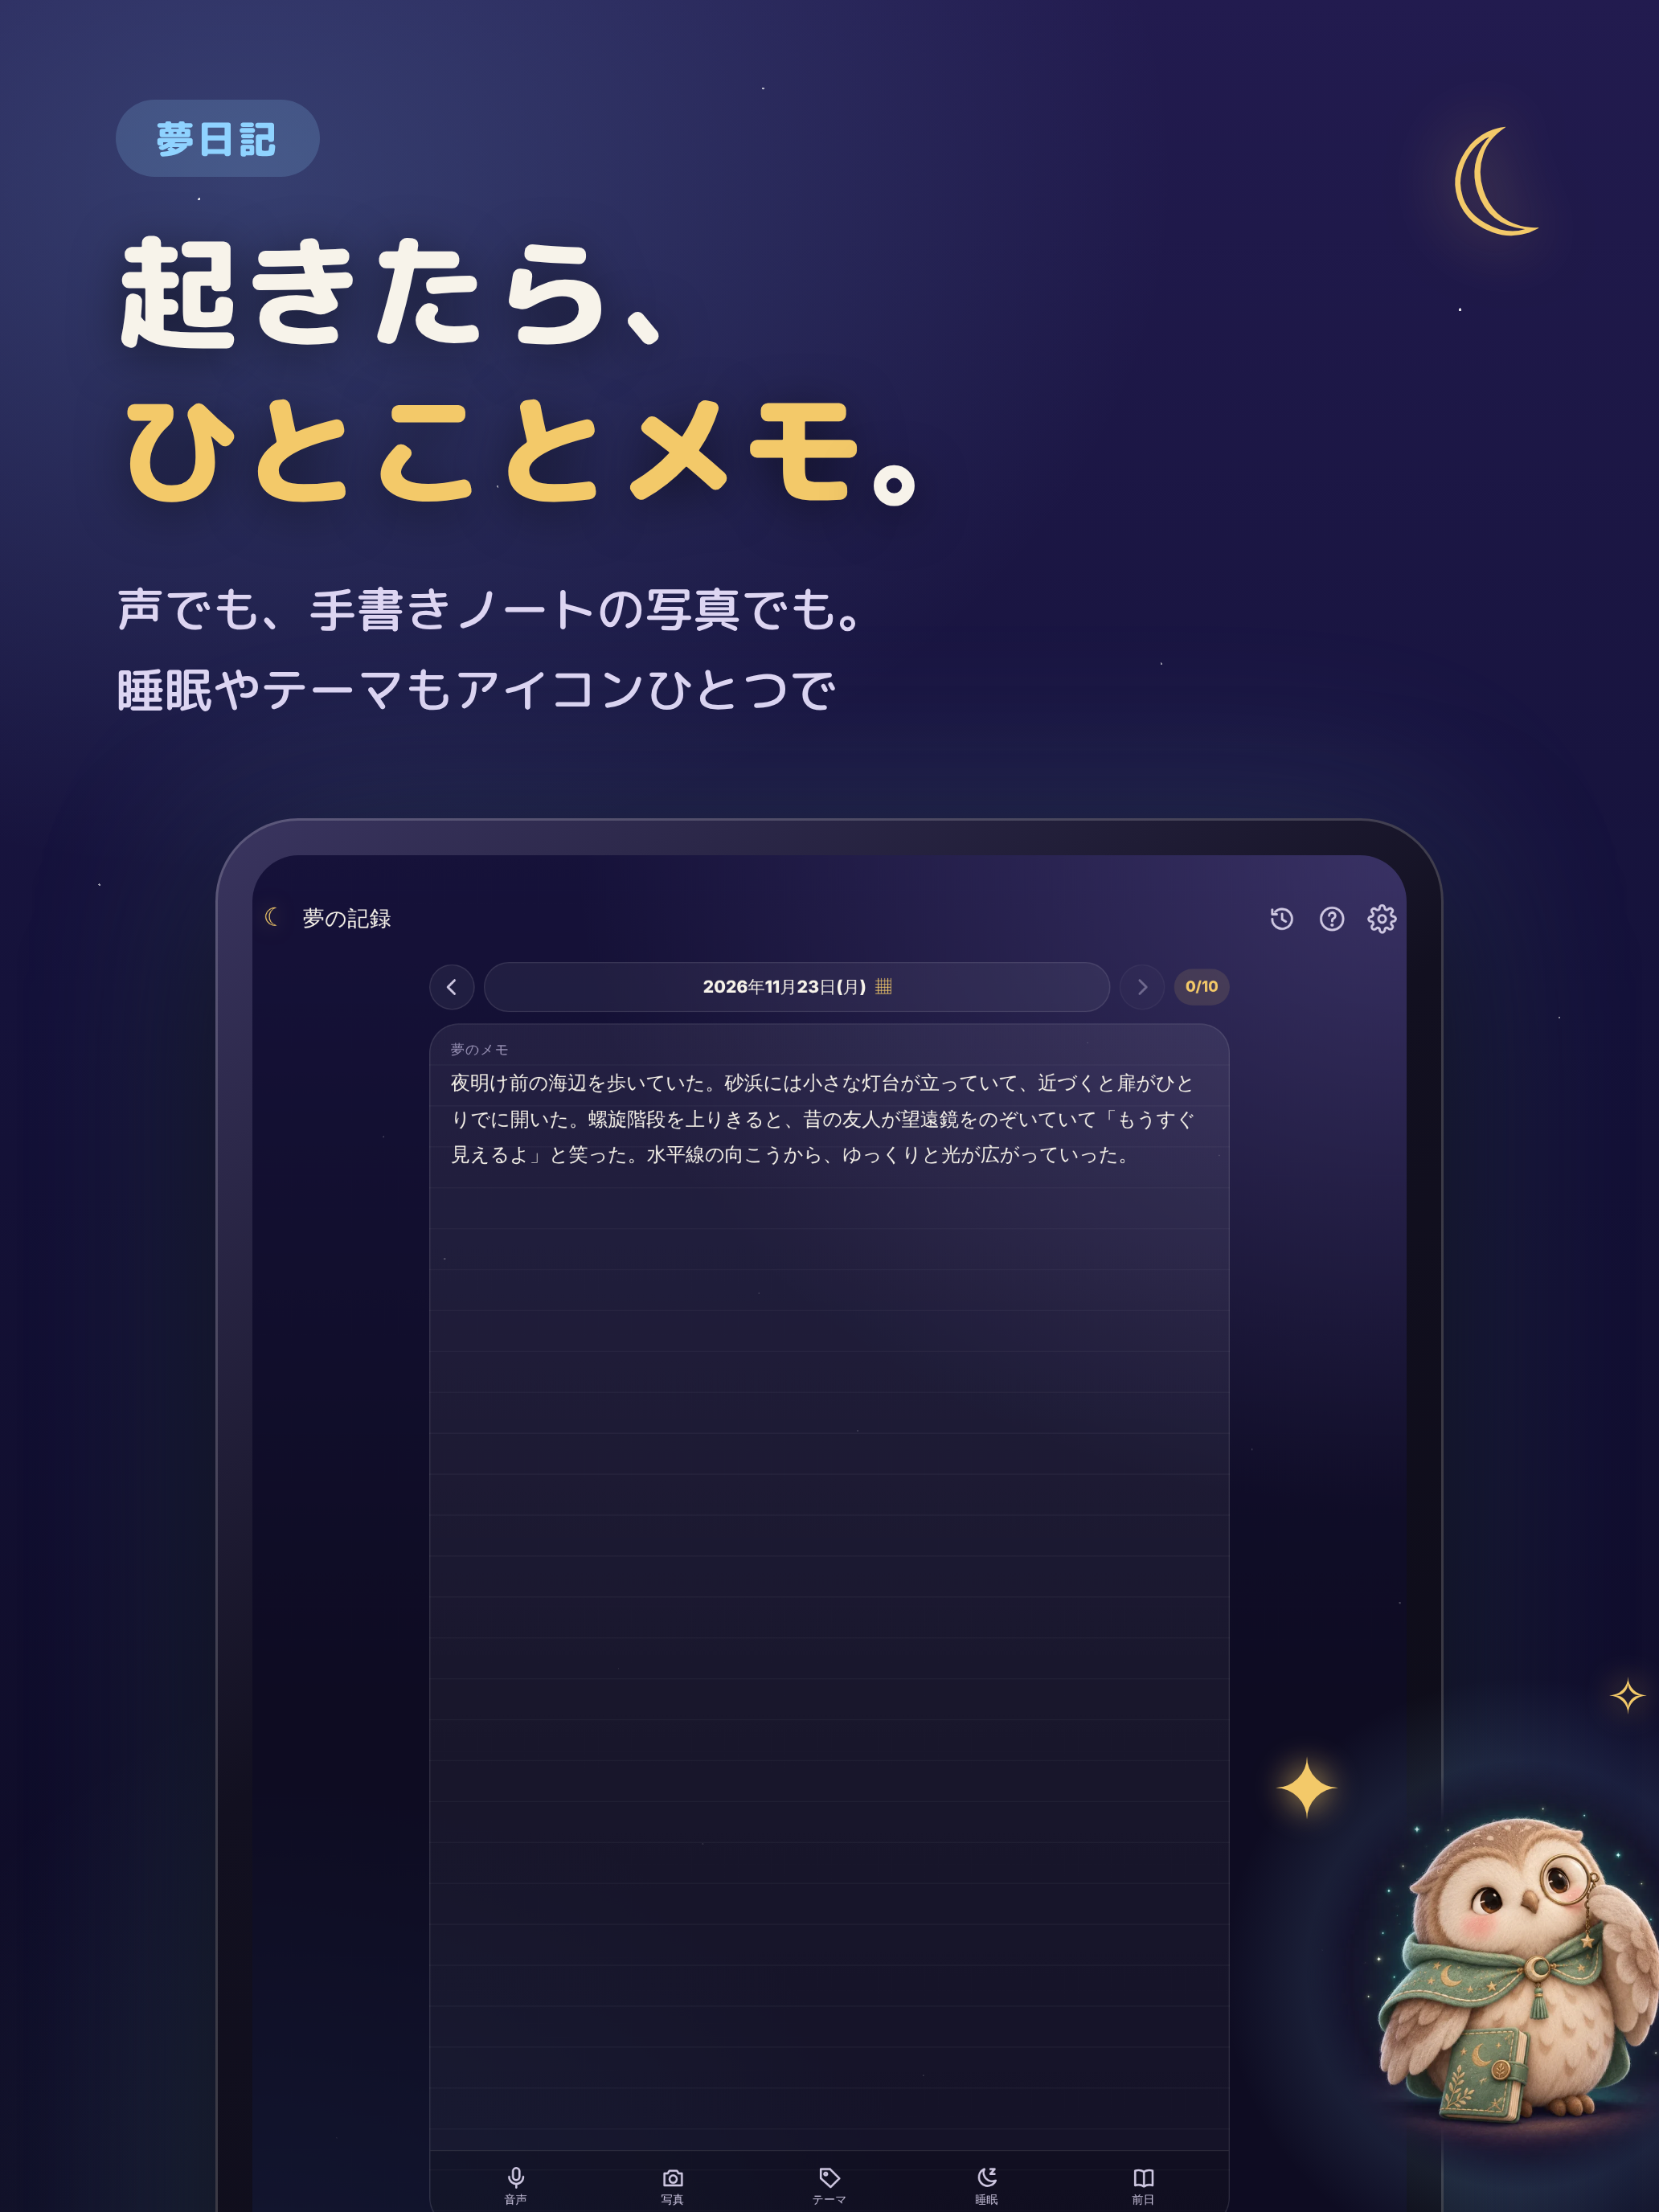 夢日記
起きたら、
ひとことメモ。
声でも、手書きノートの写真でも。
睡眠やテーマもアイコンひとつで
夢の記録
2026年11月23日(月)
0/10
夢のメモ
夜明け前の海辺を歩いていた。砂浜には小さな灯台が立っていて、近づくと扉がひと
りでに開いた。螺旋階段を上りきると、昔の友人が望遠鏡をのぞいていて「もうすぐ
見えるよ」と笑った。水平線の向こうから、ゆっくりと光が広がっていった。
音声
写真
テーマ
睡眠
前日